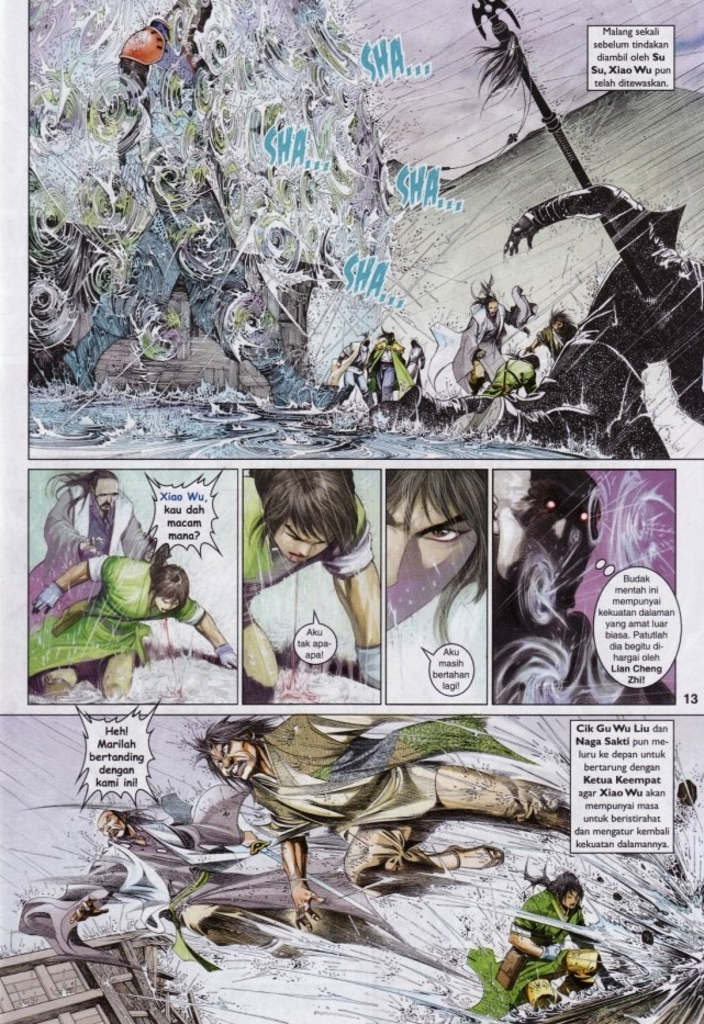 Malang sekali
sebelum tindakan
diambil oleh Su
Su, Xiao Wu pun
telah ditewaskan.
SHA...
SHA...
SHA...
SHA...
Xiao Wu,
kau dah
macam
mana?
Aku
tak apa-
apa!
Aku
masih
bertahan
lagi!
Budak
mentah ini
mempunyai
kekuatan dalaman
yang amat luar
biasa. Patutlah
dia begitu di-
hargai oleh
Lian Cheng
Zhi!
13
Heh!
Marilah
bertanding
dengan
kami ini!
Cik Gu Wu Liu dan
Naga Sakti pun me-
luru ke depan untuk
bertarung dengan
Ketua Keempat
agar Xiao Wu akan
mempunyai masa
untuk beristirahat
dan mengatur kembali
kekuatan dalamannya.